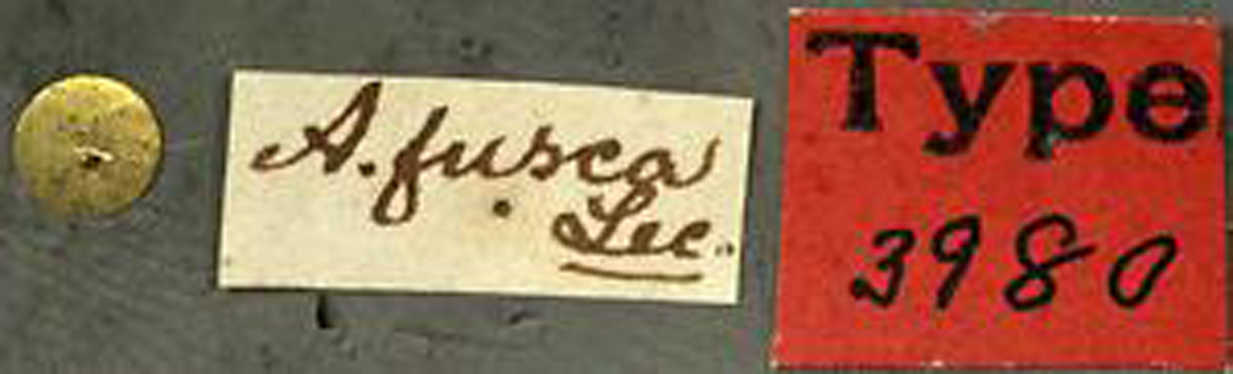 A. fusca
Lec.
Type
3980